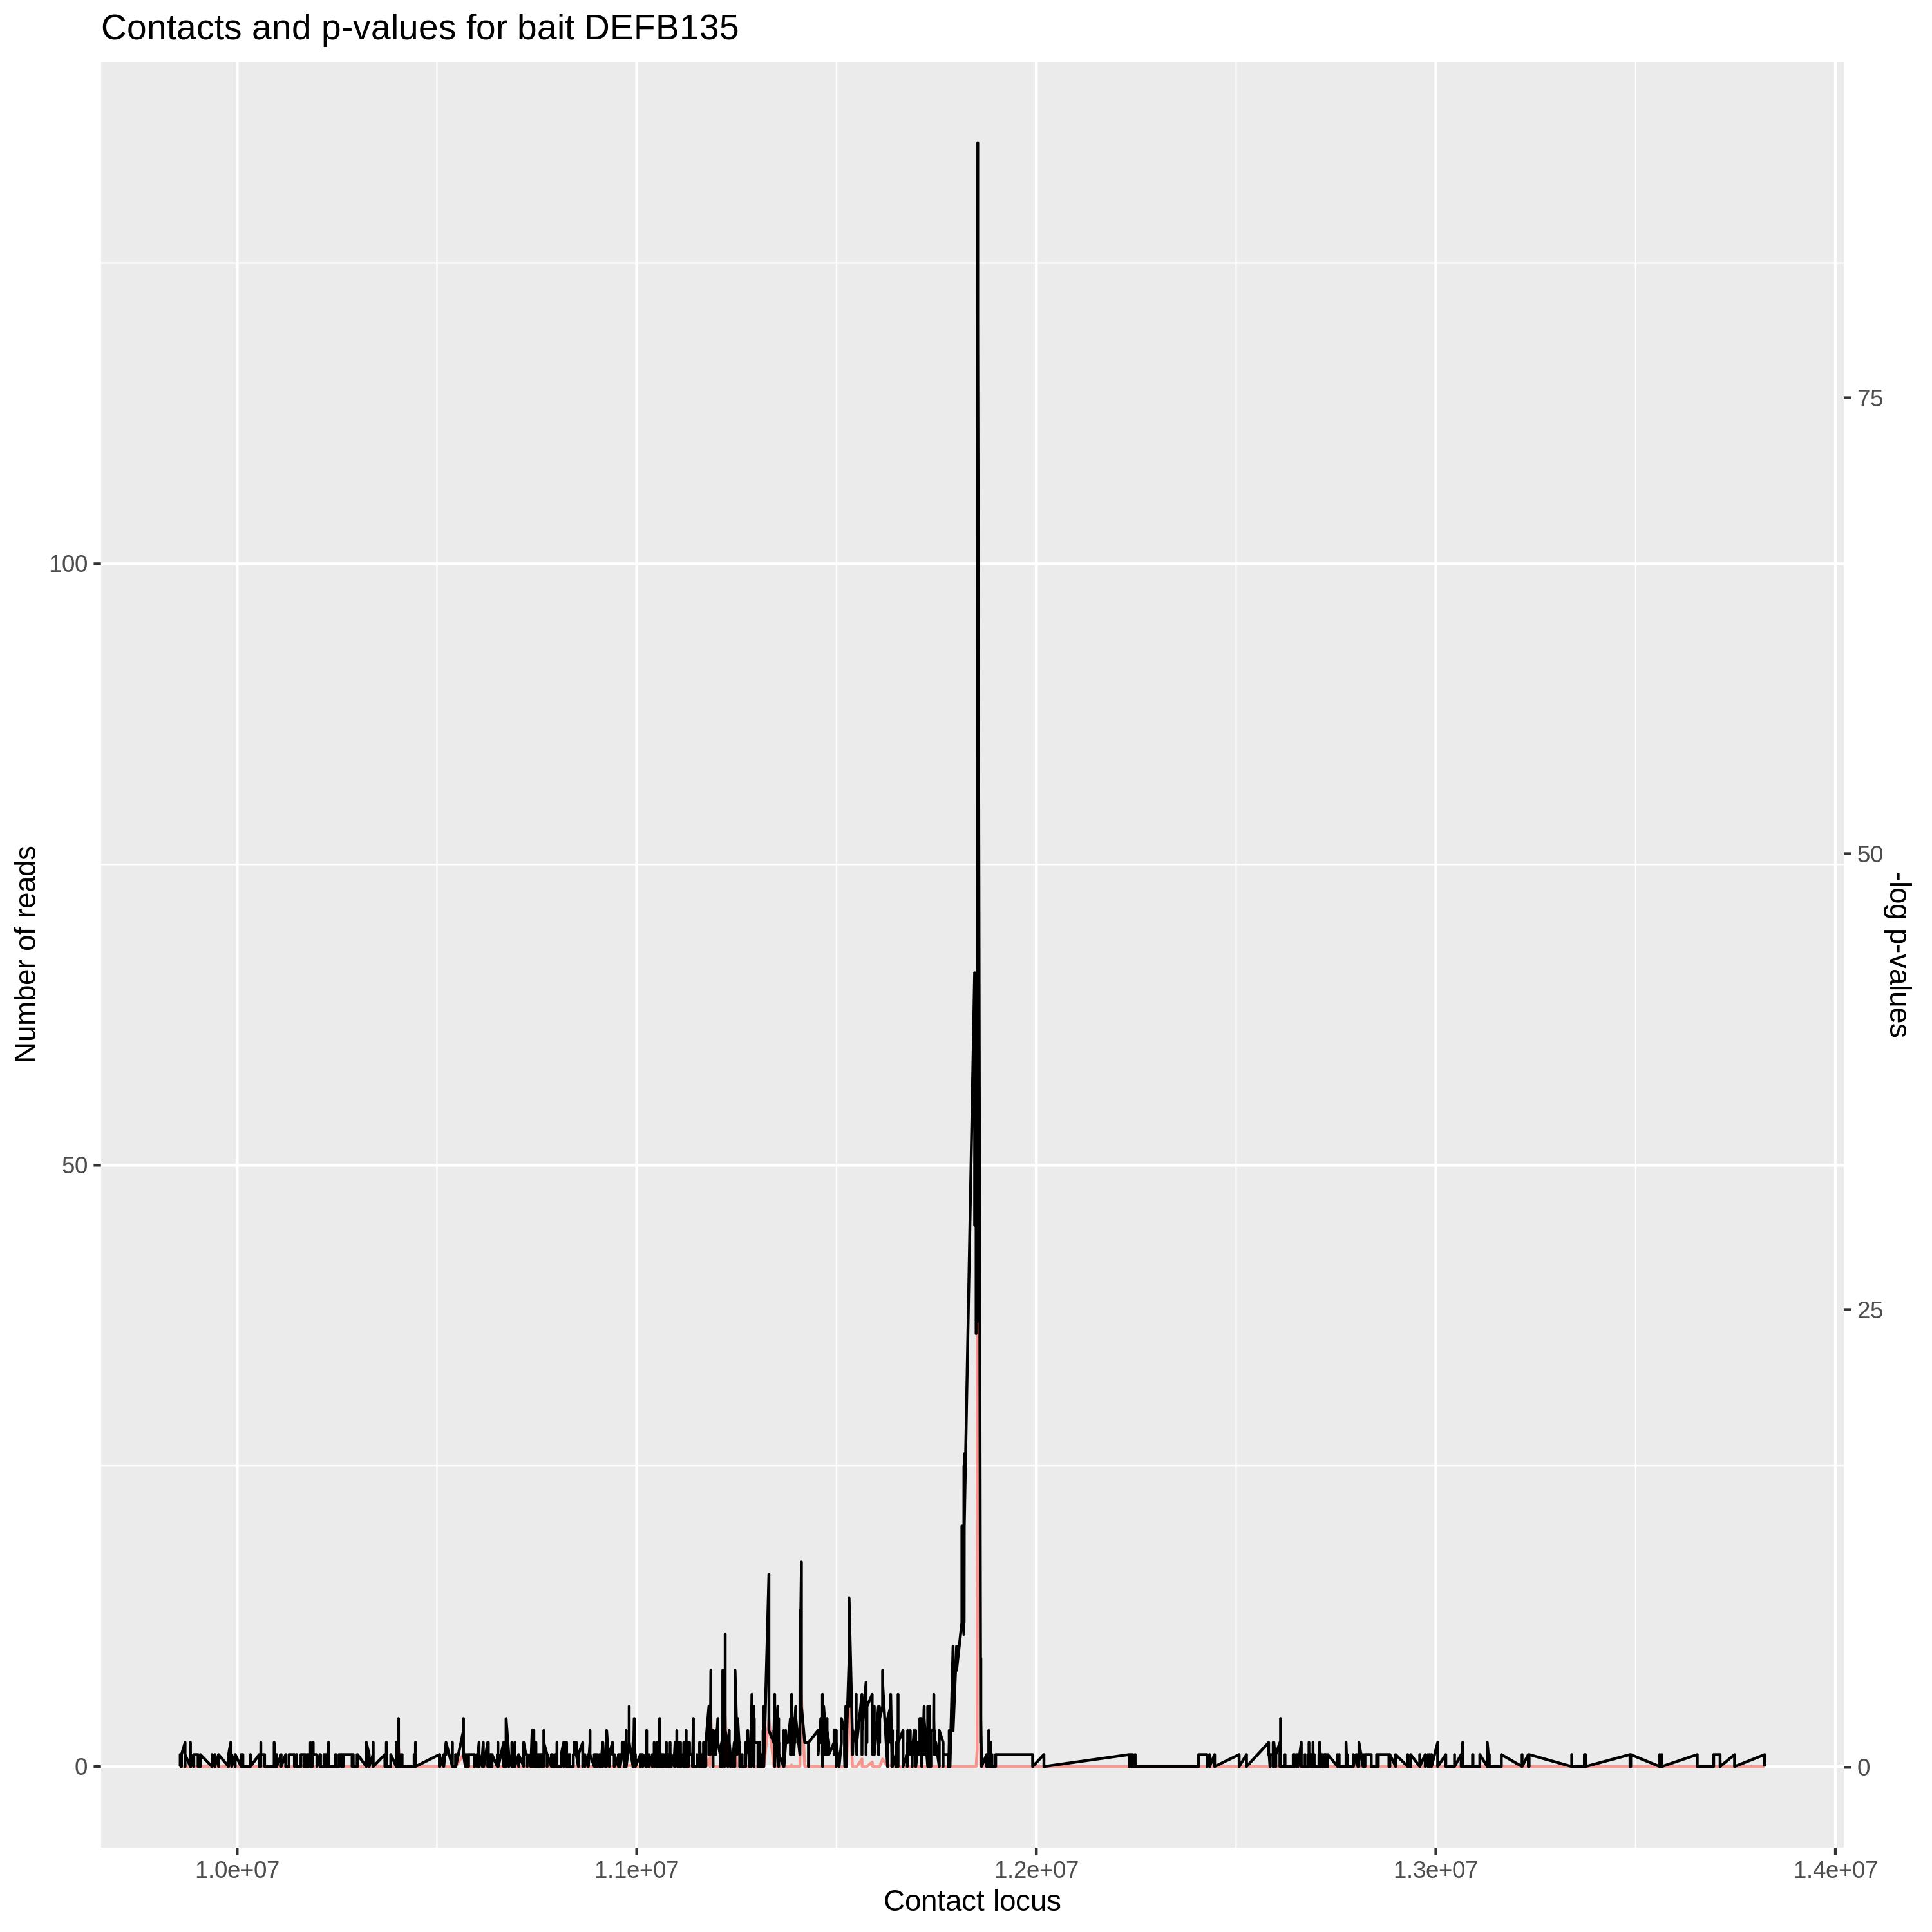 Contacts and p-values for bait DEFB135
Number of reads
100
50
0
75
50
25
0
-log p-values
1.0e+07
1.1e+07
1.2e+07
1.3e+07
1.4e+07
Contact locus